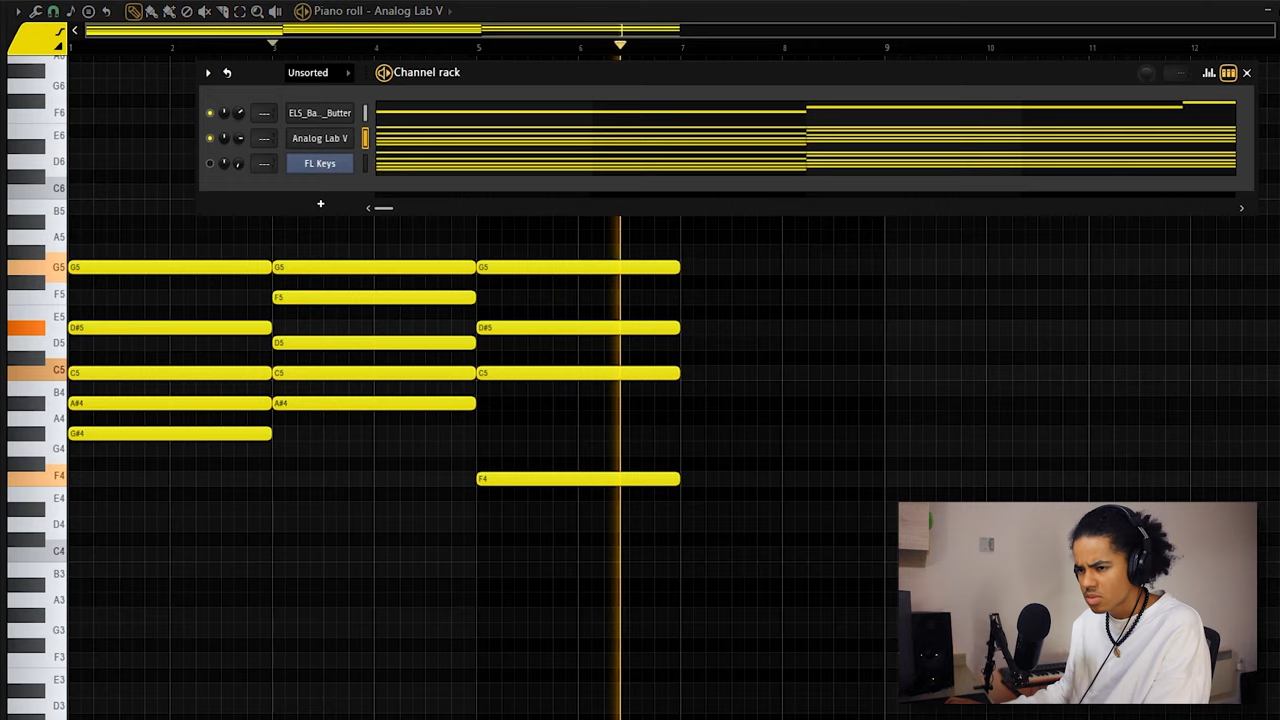 Piano roll - Analog Lab V
1 2 3 4 5 6 7 8 9 10 11 12
Unsorted
Channel rack
ELS_Ba.._Butter
Analog Lab V
FL Keys
G6
F6
E6
D6
C6
B5
A5
G5
F5
E5
D5
C5
B4
A4
G4
F4
E4
D4
C4
B3
A3
G3
F3
E3
D3
G5 G5 G5
F5
D#5 D#5
D5
C5 C5 C5
A#4 A#4
G#4
F4